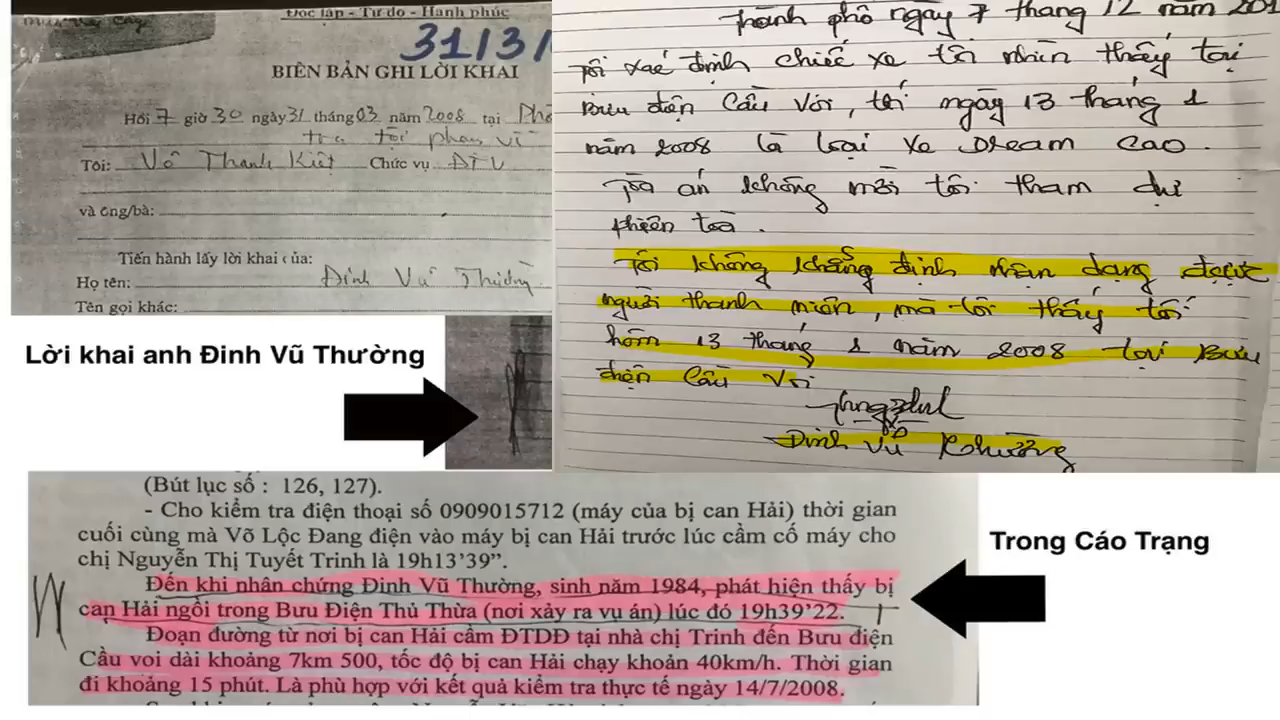 Độc lập - Tự do - Hạnh phúc
31/3/
BIÊN BẢN GHI LỜI KHAI
Hồi 7 giờ 30 ngày 31 tháng 03 năm 2008 tại
tra tội phạm về
Tôi: Võ Thanh Kiệt Chức vụ ĐTV
và ông/bà:
Tiến hành lấy lời khai của:
Họ tên: Đinh Vũ Thường
Tên gọi khác:
Thành phố ngày 7 tháng 12 năm 201
Tôi xác định chiếc xe tôi nhìn thấy tại
Bưu điện Cầu Voi, tối ngày 13 tháng 1
năm 2008 là loại xe Dream cao.
Tòa án không mời tôi tham dự
phiên toà.
Tôi không khẳng định nhận dạng được
người thanh niên, mà tôi thấy tối
hôm 13 tháng 1 năm 2008 tại Bưu
điện Cầu Voi
Đinh Vũ Thường
Lời khai anh Đinh Vũ Thường
(Bút lục số : 126, 127).
- Cho kiểm tra điện thoại số 0909015712 (máy của bị can Hải) thời gian
cuối cùng mà Võ Lộc Đang điện vào máy bị can Hải trước lúc cầm cố máy cho
chị Nguyễn Thị Tuyết Trinh là 19h13’39”.
Đến khi nhân chứng Đinh Vũ Thường, sinh năm 1984, phát hiện thấy bị
can Hải ngồi trong Bưu Điện Thủ Thừa (nơi xảy ra vụ án) lúc đó 19h39’22.
Đoạn đường từ nơi bị can Hải cầm ĐTDĐ tại nhà chị Trinh đến Bưu điện
Cầu voi dài khoảng 7km 500, tốc độ bị can Hải chạy khoản 40km/h. Thời gian
đi khoảng 15 phút. Là phù hợp với kết quả kiểm tra thực tế ngày 14/7/2008.
Trong Cáo Trạng